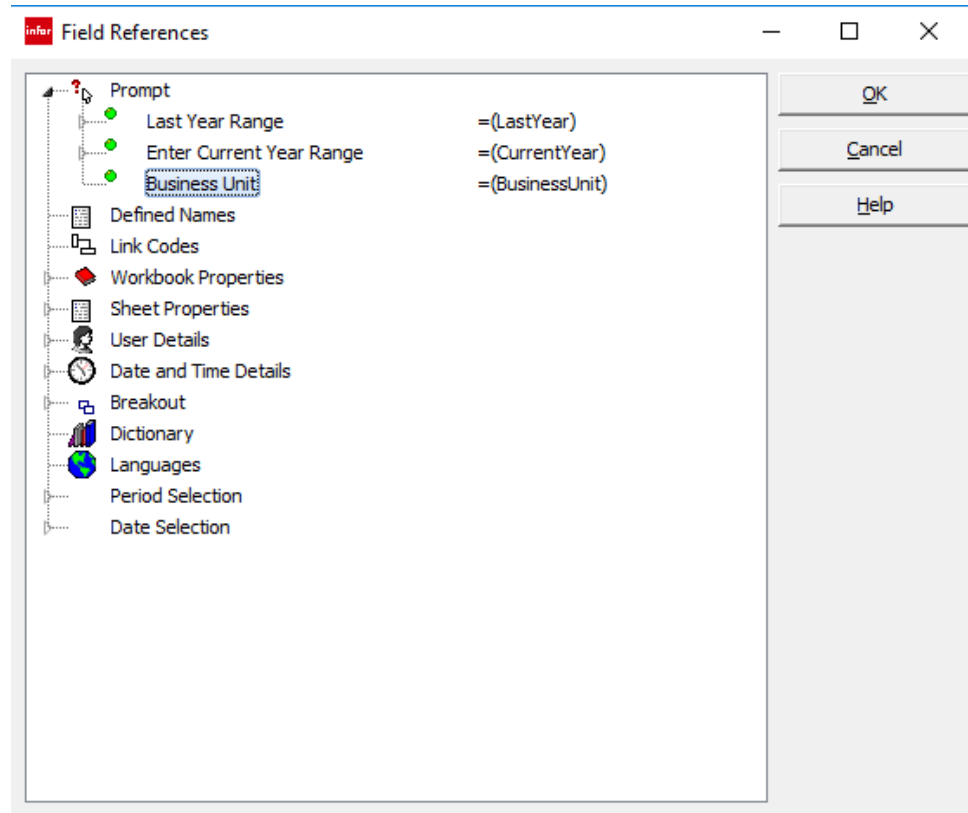 infor Field References
Prompt
Last Year Range =(LastYear)
Enter Current Year Range =(CurrentYear)
Business Unit =(BusinessUnit)
Defined Names
Link Codes
Workbook Properties
Sheet Properties
User Details
Date and Time Details
Breakout
Dictionary
Languages
Period Selection
Date Selection
OK
Cancel
Help